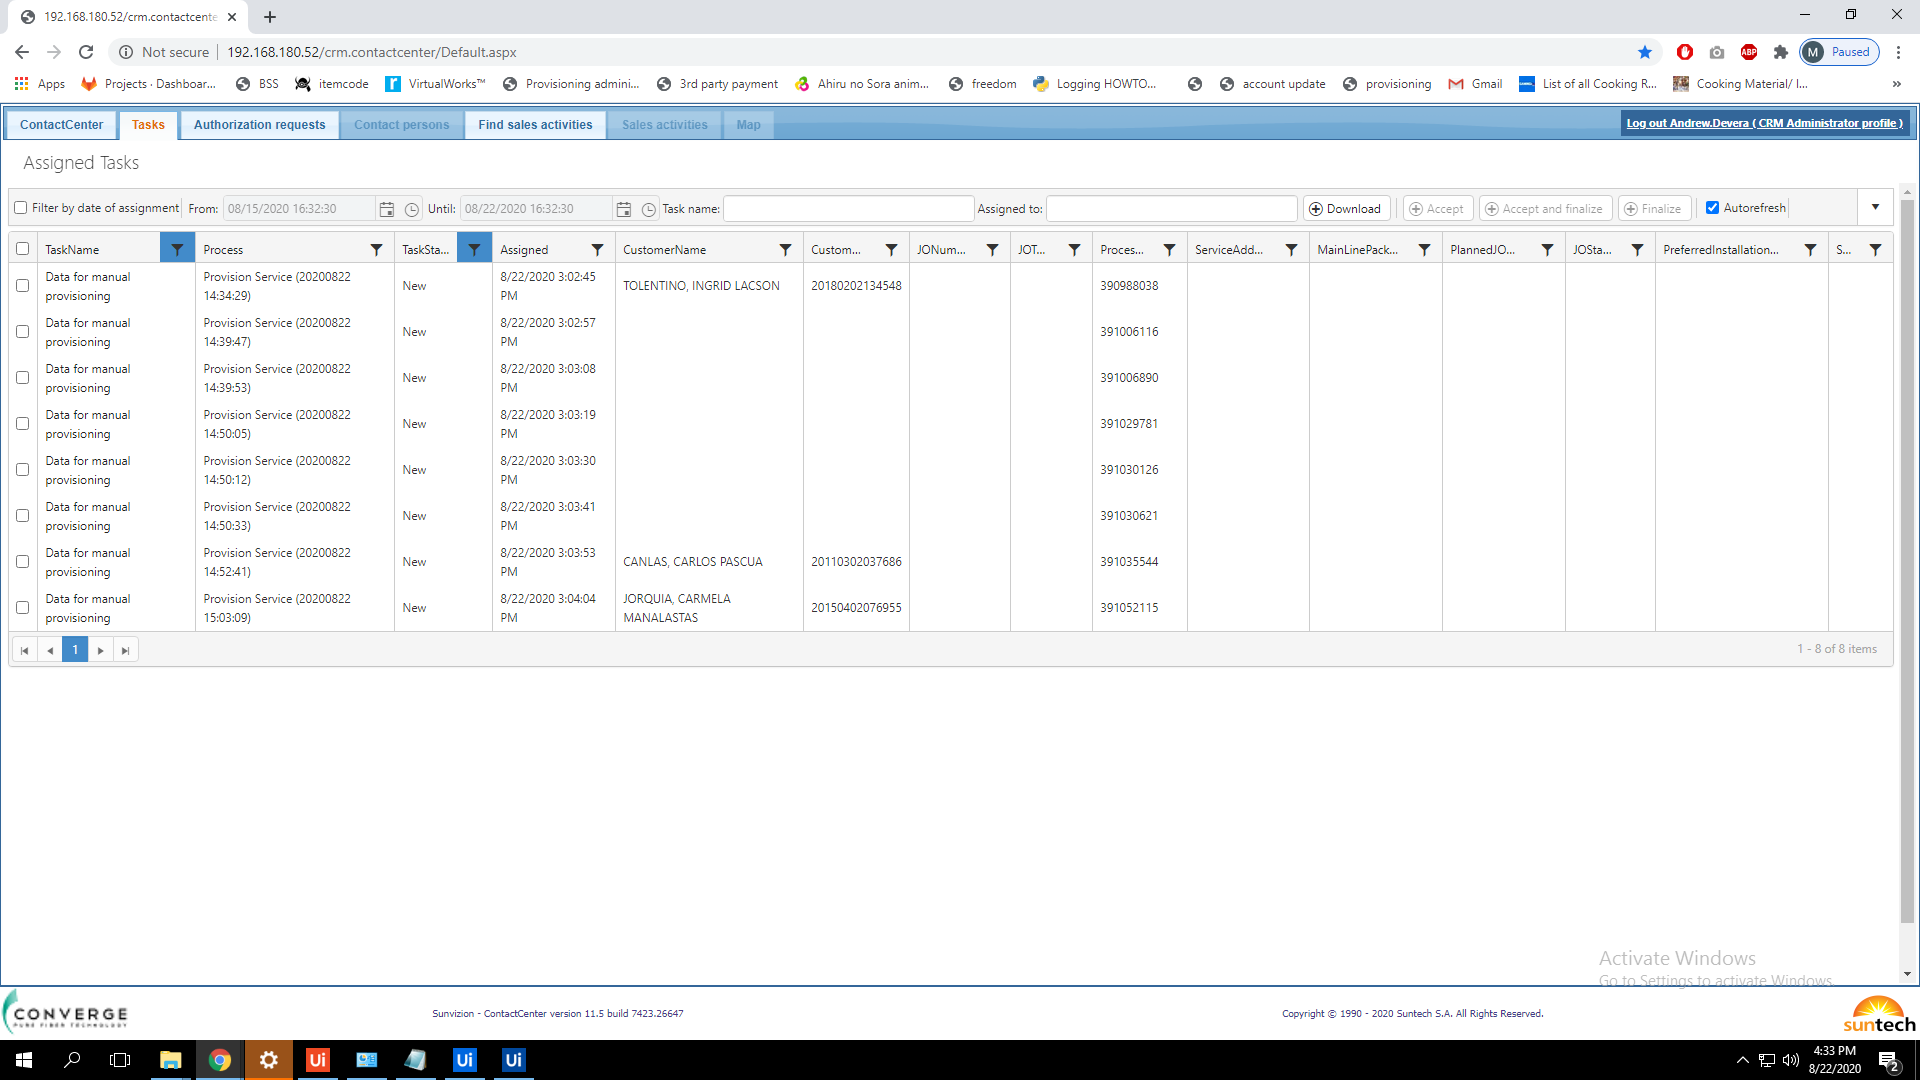 192.168.180.52/crm.contactcente
Not secure 192.168.180.52/crm.contactcenter/Default.aspx
ABP M Paused
Apps Projects · Dashboar... BSS itemcode VirtualWorks™ Provisioning admini... 3rd party payment Ahiru no Sora anim... freedom Logging HOWTO... account update provisioning Gmail List of all Cooking R... Cooking Material/ I... »
ContactCenter Tasks Authorization requests Contact persons Find sales activities Sales activities Map Log out Andrew.Devera ( CRM Administrator profile )
Assigned Tasks
Filter by date of assignment From: 08/15/2020 16:32:30 Until: 08/22/2020 16:32:30 Task name: Assigned to: Download Accept Accept and finalize Finalize Autorefresh
TaskName Process TaskSta... Assigned CustomerName Custom... JONum... JOT... Proces... ServiceAdd... MainLinePack... PlannedJO... JOSta... PreferredInstallation... S...
Data for manual provisioning Provision Service (20200822 14:34:29) New 8/22/2020 3:02:45 PM TOLENTINO, INGRID LACSON 20180202134548 390988038
Data for manual provisioning Provision Service (20200822 14:39:47) New 8/22/2020 3:02:57 PM 391006116
Data for manual provisioning Provision Service (20200822 14:39:53) New 8/22/2020 3:03:08 PM 391006890
Data for manual provisioning Provision Service (20200822 14:50:05) New 8/22/2020 3:03:19 PM 391029781
Data for manual provisioning Provision Service (20200822 14:50:12) New 8/22/2020 3:03:30 PM 391030126
Data for manual provisioning Provision Service (20200822 14:50:33) New 8/22/2020 3:03:41 PM 391030621
Data for manual provisioning Provision Service (20200822 14:52:41) New 8/22/2020 3:03:53 PM CANLAS, CARLOS PASCUA 20110302037686 391035544
Data for manual provisioning Provision Service (20200822 15:03:09) New 8/22/2020 3:04:04 PM JORQUIA, CARMELA MANALASTAS 20150402076955 391052115
1 1 - 8 of 8 items
Activate Windows
Go to Settings to activate Windows.
CONVERGE
PURE FIBER TECHNOLOGY
Sunvizion - ContactCenter version 11.5 build 7423.26647
Copyright © 1990 - 2020 Suntech S.A. All Rights Reserved.
suntech
Ui Ui Ui
4:33 PM
8/22/2020
2